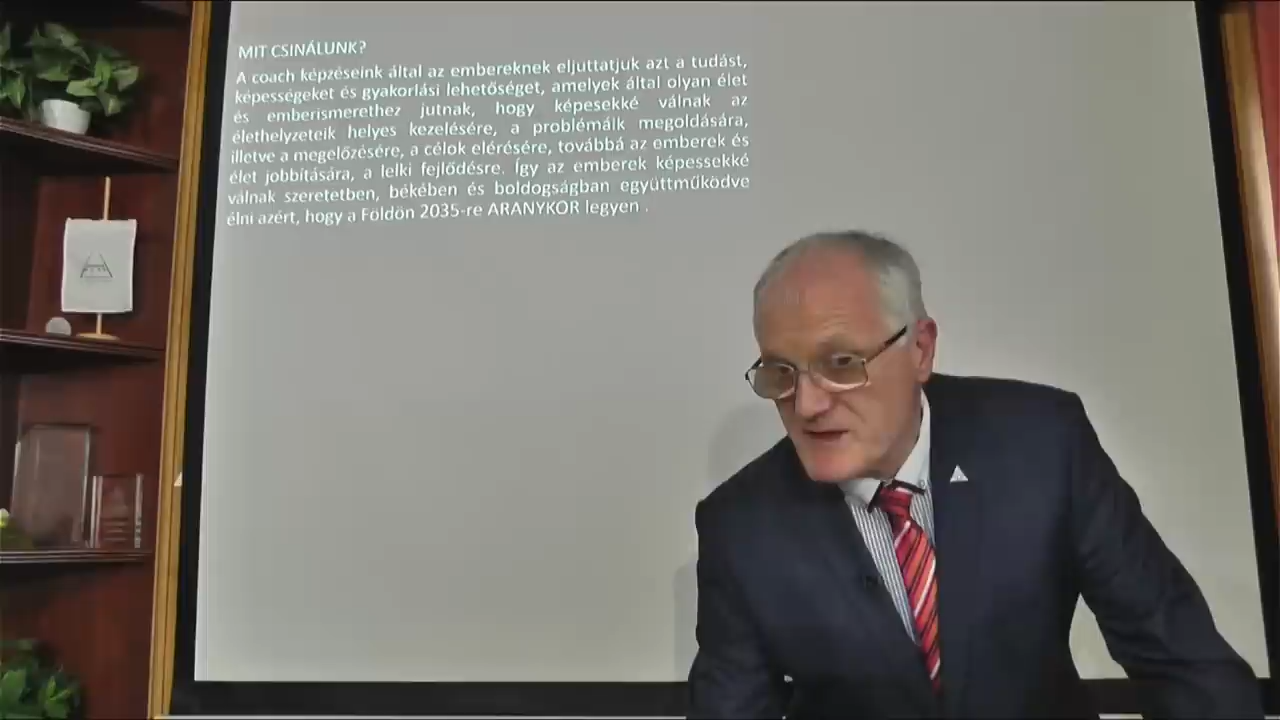 MIT CSINÁLUNK?
A coach képzéseink által az embereknek eljuttatjuk azt a tudást,
képességeket és gyakorlási lehetőséget, amelyek által olyan élet
és emberismerethez jutnak, hogy képesekké válnak az
élethelyzeteik helyes kezelésére, a problémáik megoldására,
illetve a megelőzésére, a célok elérésére, továbbá az emberek és
élet jobbítására, a lelki fejlődésre. Így az emberek képessekké
válnak szeretetben, békében és boldogságban együttműködve
élni azért, hogy a Földön 2035-re ARANYKOR legyen .